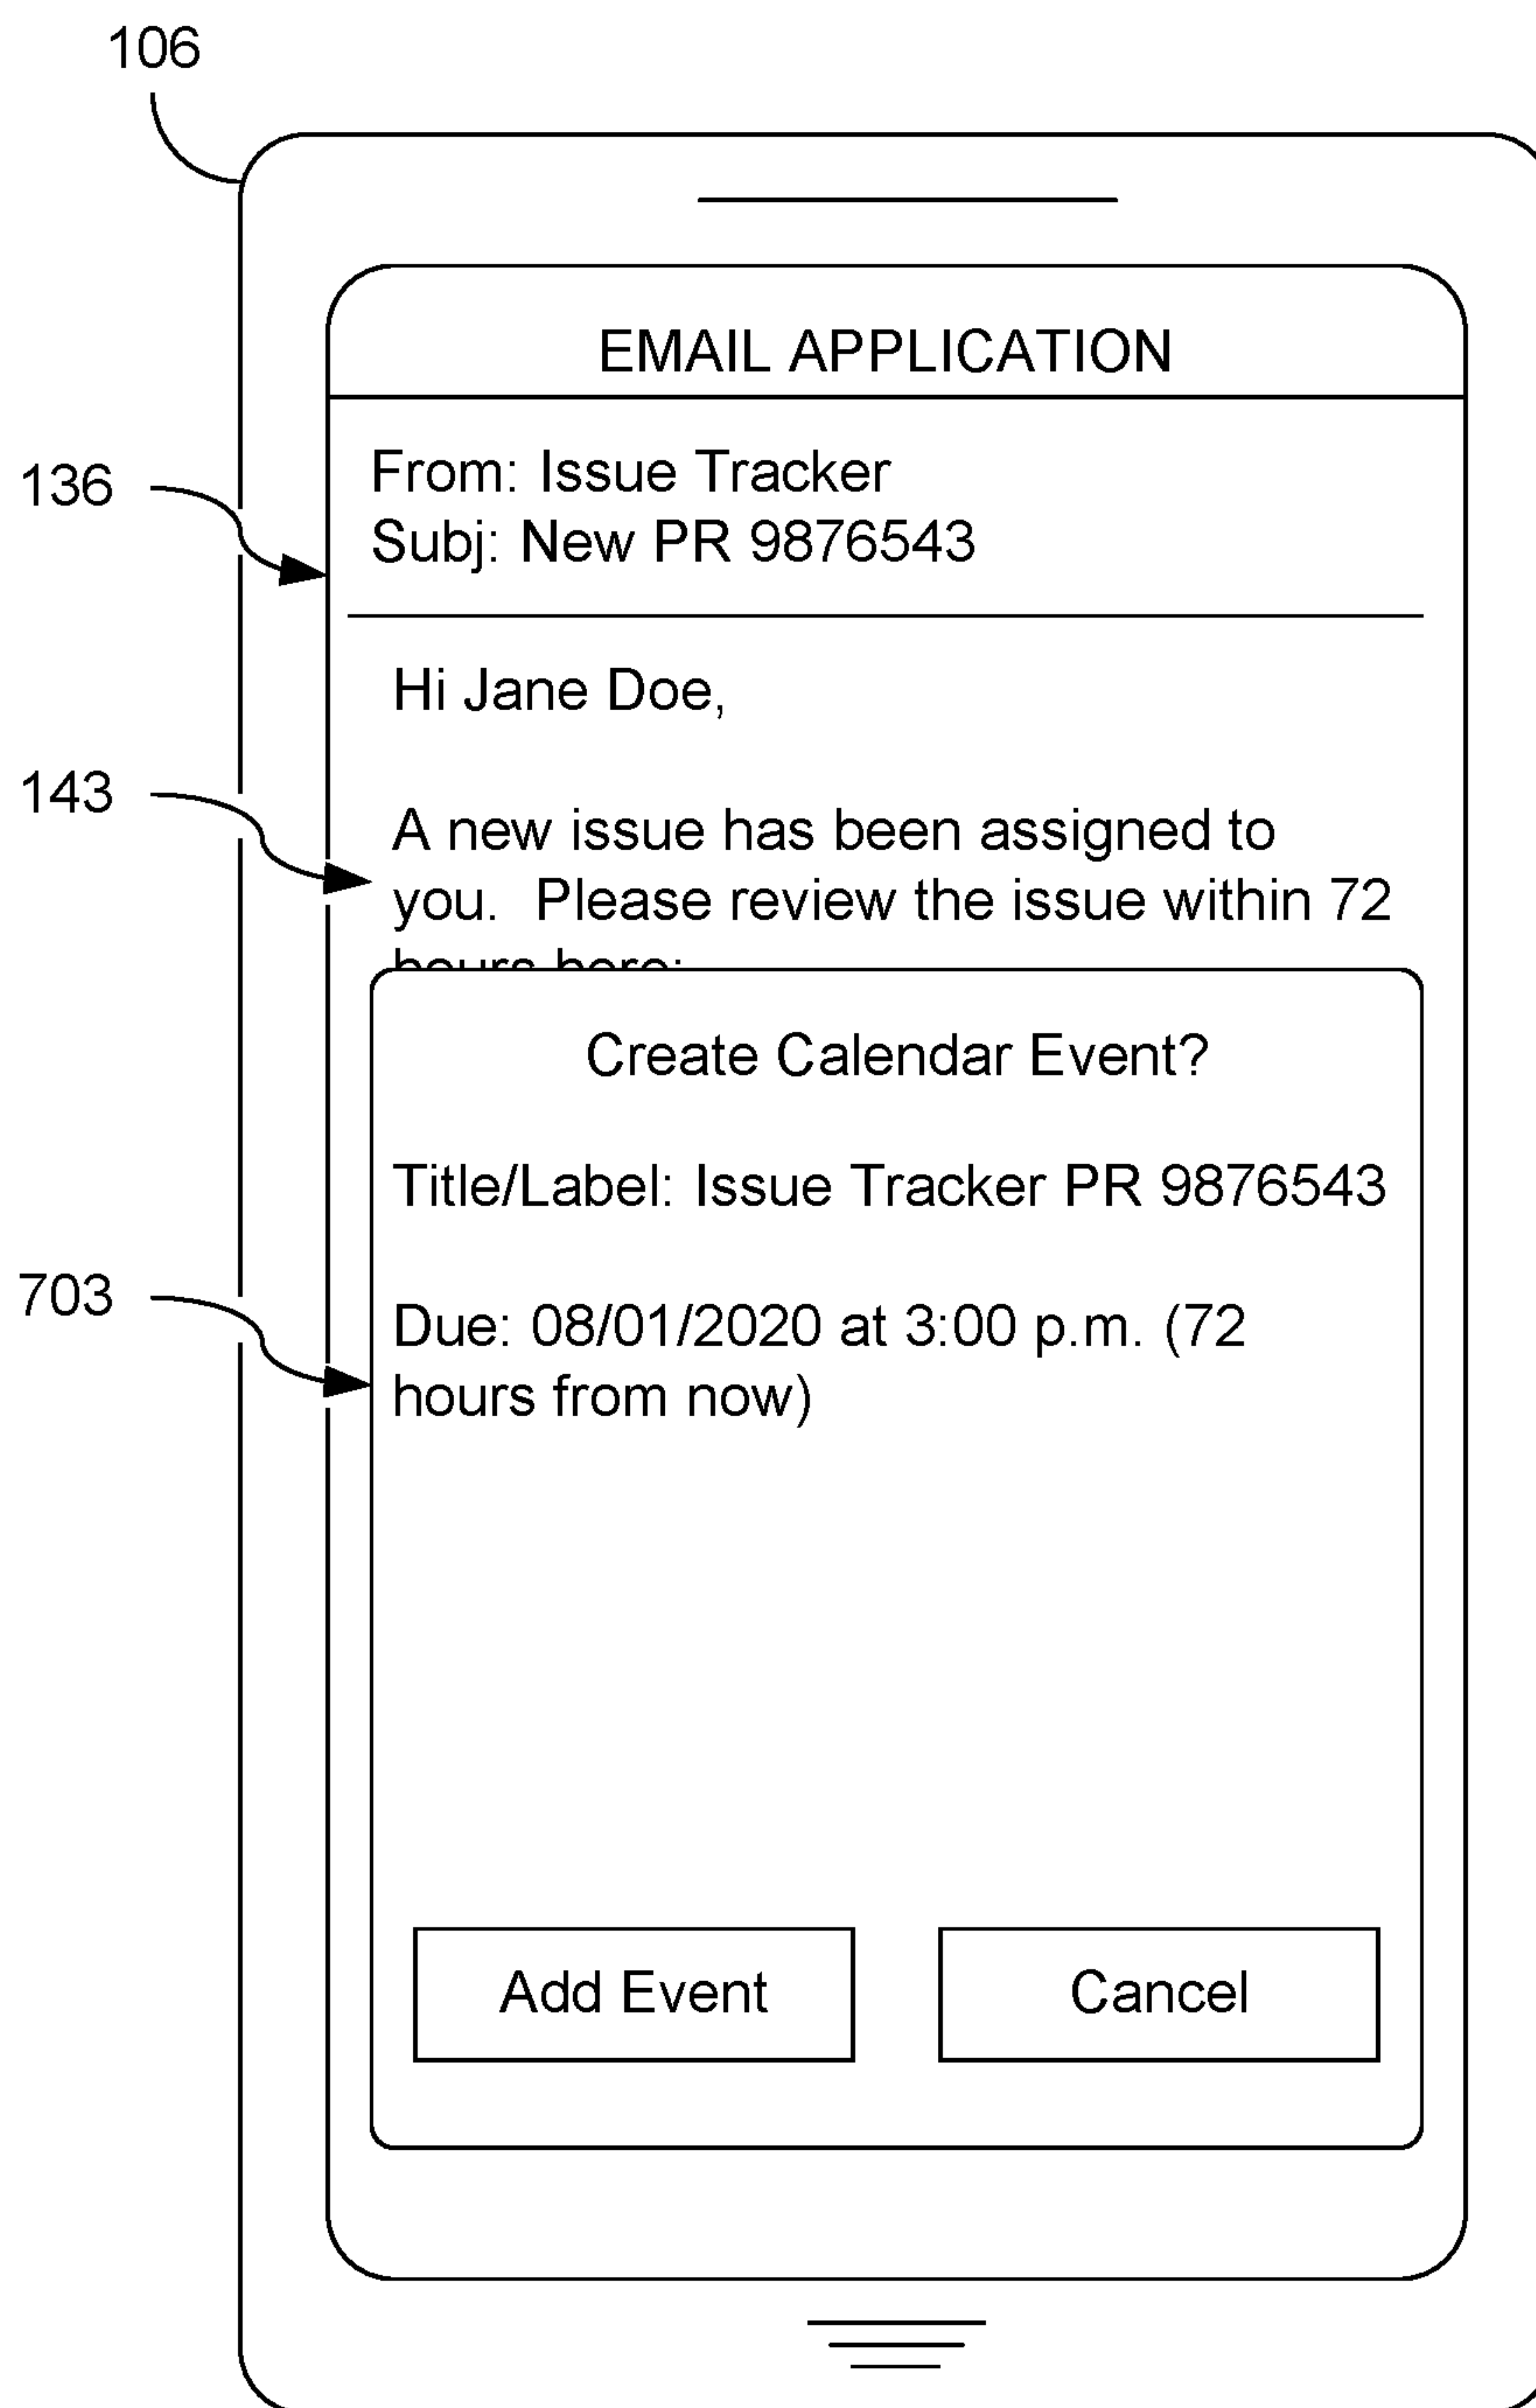 106
EMAIL APPLICATION
136
From: Issue Tracker
Subj: New PR 9876543
Hi Jane Doe,
143
A new issue has been assigned to
you. Please review the issue within 72
hours here:
Create Calendar Event?
Title/Label: Issue Tracker PR 9876543
703
Due: 08/01/2020 at 3:00 p.m. (72
hours from now)
Add Event
Cancel